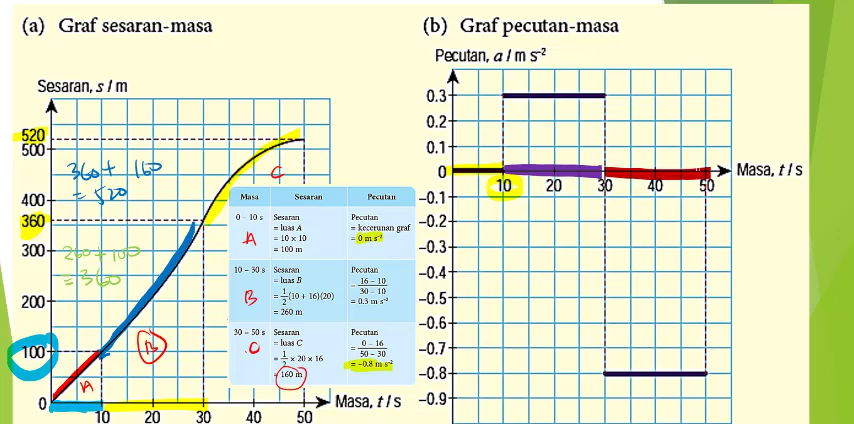 (a) Graf sesaran-masa
Sesaran, s / m
520
500
400
360
300
200
100
0
10 20 30 40 50
Masa, t / s
360 + 160
= 520
260 + 100
= 360
A
B
C
Masa Sesaran Pecutan
0 – 10 s Sesaran Pecutan
= luas A = kecerunan graf
A = 10 × 10 = 0 m s⁻²
= 100 m
10 – 30 s Sesaran Pecutan
= luas B = 16 – 10 / 30 – 10
B = 1/2 (10 + 16)(20) = 0.3 m s⁻²
= 260 m
30 – 50 s Sesaran Pecutan
= luas C = 0 – 16 / 50 – 30
C = 1/2 × 20 × 16 = –0.8 m s⁻²
= 160 m
(b) Graf pecutan-masa
Pecutan, a / m s⁻²
0.3
0.2
0.1
0
–0.1
–0.2
–0.3
–0.4
–0.5
–0.6
–0.7
–0.8
–0.9
10 20 30 40 50
Masa, t / s